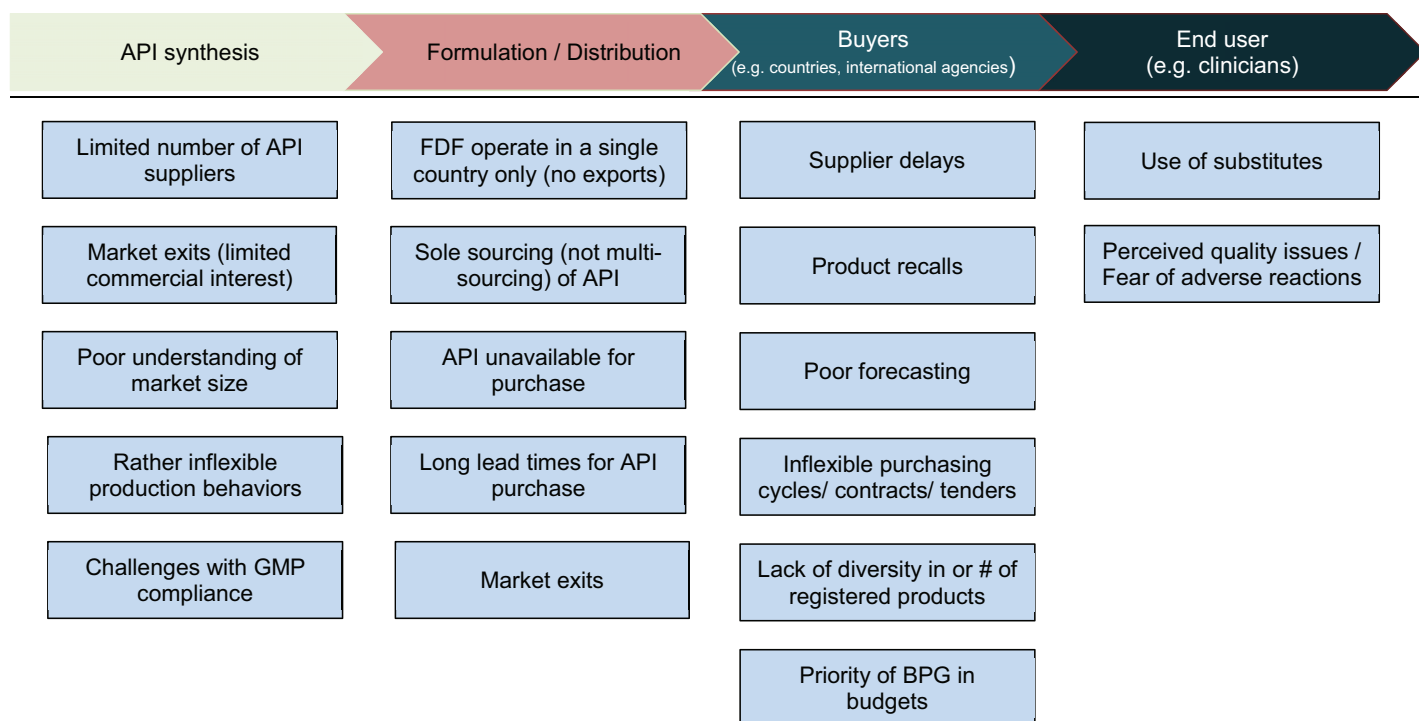 API synthesis
Formulation / Distribution
Buyers
(e.g. countries, international agencies)
End user
(e.g. clinicians)
Limited number of API
suppliers
Market exits (limited
commercial interest)
Poor understanding of
market size
Rather inflexible
production behaviors
Challenges with GMP
compliance
FDF operate in a single
country only (no exports)
Sole sourcing (not multi-
sourcing) of API
API unavailable for
purchase
Long lead times for API
purchase
Market exits
Supplier delays
Product recalls
Poor forecasting
Inflexible purchasing
cycles/ contracts/ tenders
Lack of diversity in or # of
registered products
Priority of BPG in
budgets
Use of substitutes
Perceived quality issues /
Fear of adverse reactions